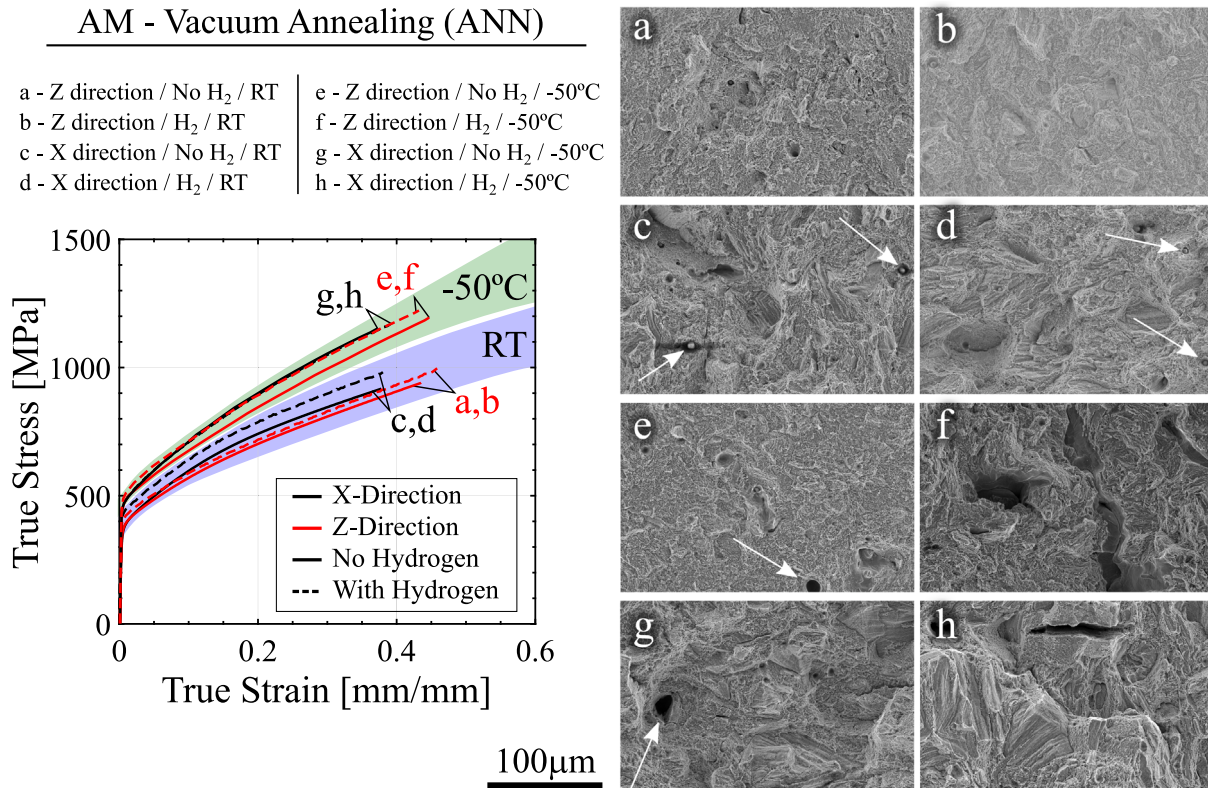 AM - Vacuum Annealing (ANN)
a - Z direction / No H₂ / RT
b - Z direction / H₂ / RT
c - X direction / No H₂ / RT
d - X direction / H₂ / RT
e - Z direction / No H₂ / -50ºC
f - Z direction / H₂ / -50ºC
g - X direction / No H₂ / -50ºC
h - X direction / H₂ / -50ºC
True Stress [MPa]
1500
1000
500
0
e,f
-50ºC
g,h
RT
a,b
c,d
X-Direction
Z-Direction
No Hydrogen
With Hydrogen
0
0.2
0.4
0.6
True Strain [mm/mm]
100µm
a
b
c
d
e
f
g
h